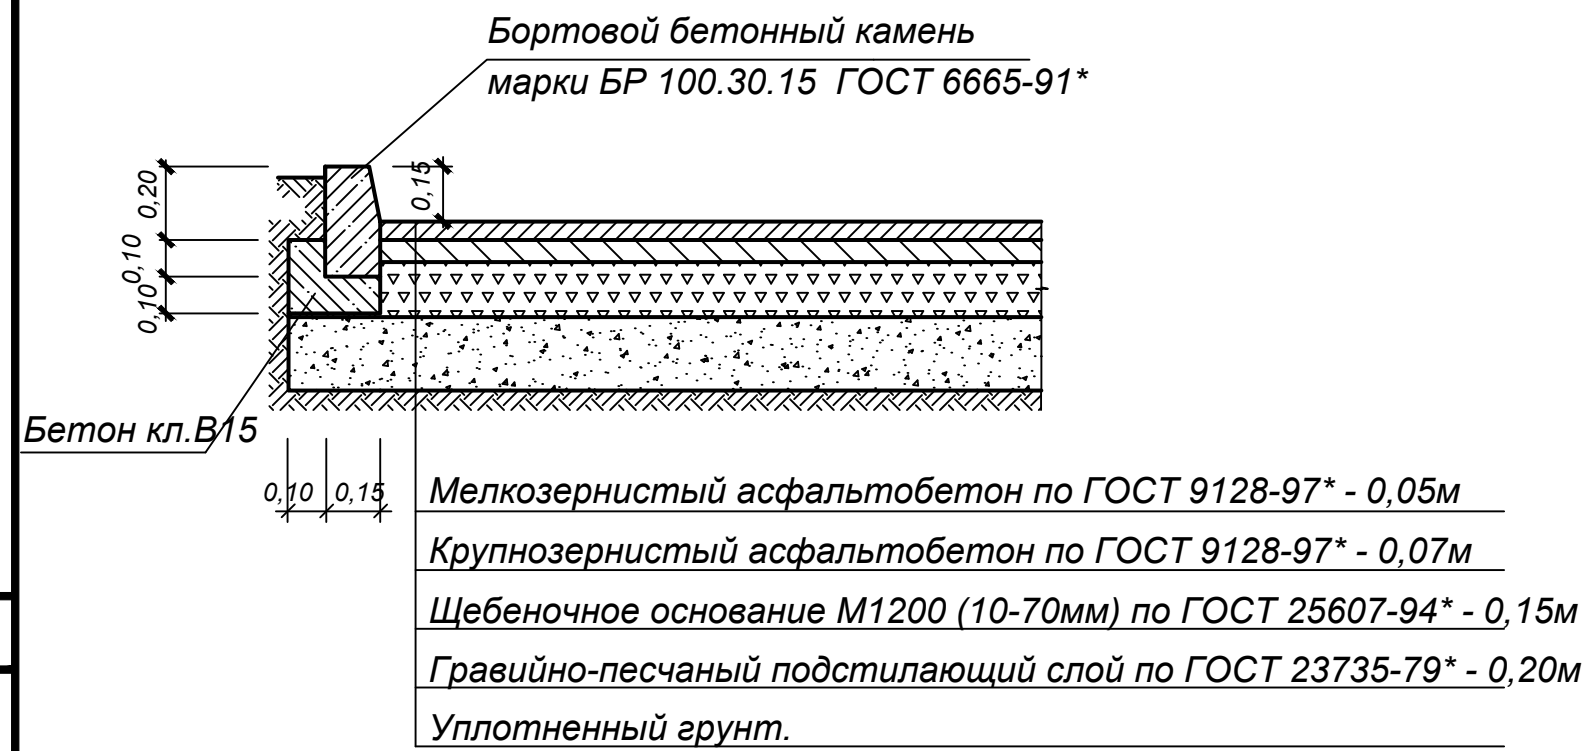 Бортовой бетонный камень
марки БР 100.30.15 ГОСТ 6665-91*
0,20
0,10
0,10
0,15
Бетон кл.В15
0,10 0,15
Мелкозернистый асфальтобетон по ГОСТ 9128-97* - 0,05м
Крупнозернистый асфальтобетон по ГОСТ 9128-97* - 0,07м
Щебеночное основание М1200 (10-70мм) по ГОСТ 25607-94* - 0,15м
Гравийно-песчаный подстилающий слой по ГОСТ 23735-79* - 0,20м
Уплотненный грунт.